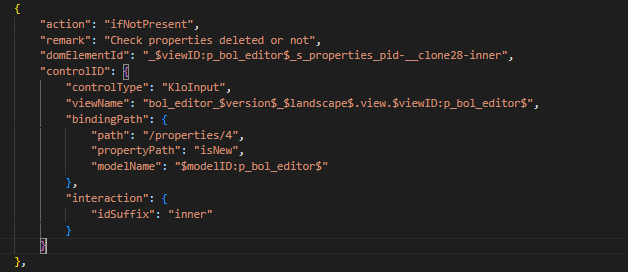 {
"action": "ifNotPresent",
"remark": "Check properties deleted or not",
"domElementId": "_$viewID:p_bol_editor$_s_properties_pid-__clone28-inner",
"controlID": {
"controlType": "KloInput",
"viewName": "bol_editor_$version$_$landscape$.view.$viewID:p_bol_editor$",
"bindingPath": {
"path": "/properties/4",
"propertyPath": "isNew",
"modelName": "$modelID:p_bol_editor$"
},
"interaction": {
"idSuffix": "inner"
}
}
},